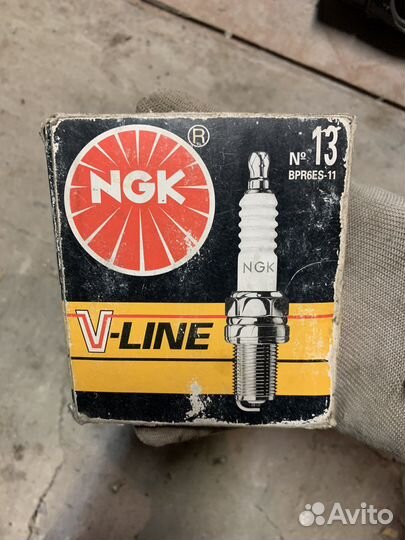 NGK
®
Nº 13
BPR6ES-11
NGK
V-LINE
Avito